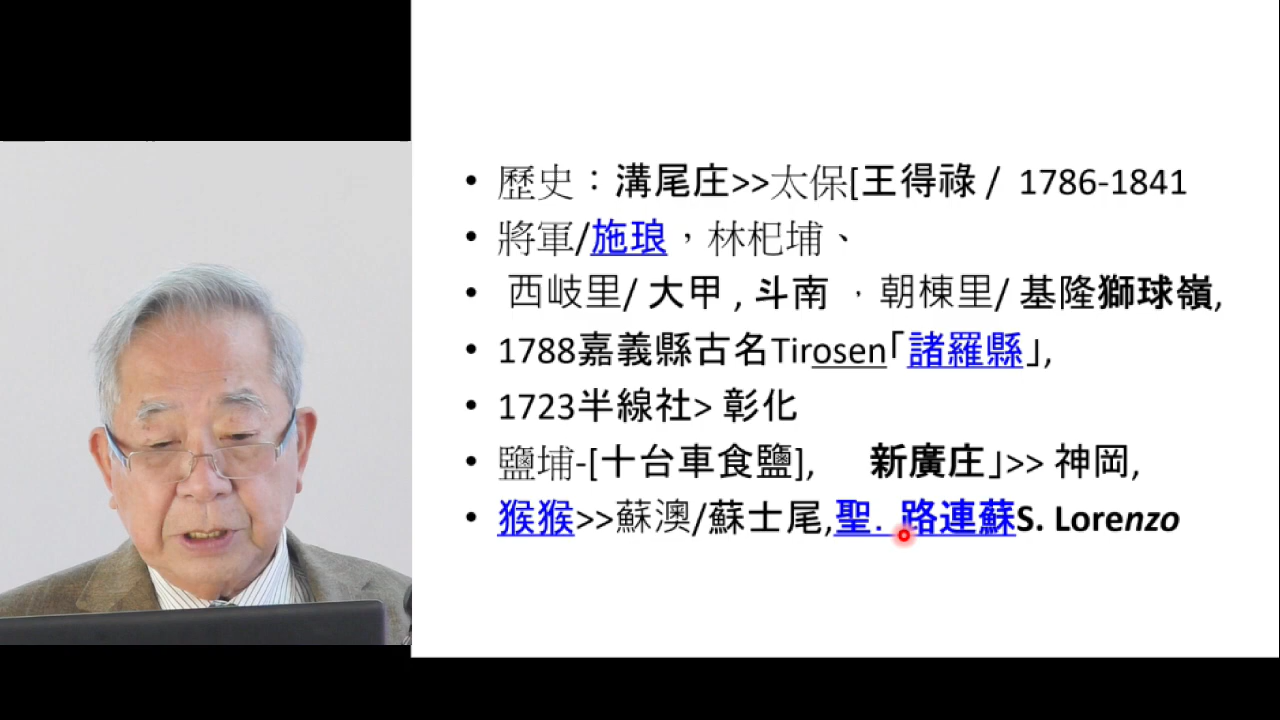 • 歷史：溝尾庄>>太保[王得祿 / 1786-1841
• 將軍/施琅，林杞埔、
• 西岐里/ 大甲 , 斗南 ，朝棟里/ 基隆獅球嶺,
• 1788嘉義縣古名Tirosen「諸羅縣」,
• 1723半線社> 彰化
• 鹽埔-[十台車食鹽], 新廣庄」>> 神岡,
• 猴猴>>蘇澳/蘇士尾,聖. 路連蘇S. Lorenzo